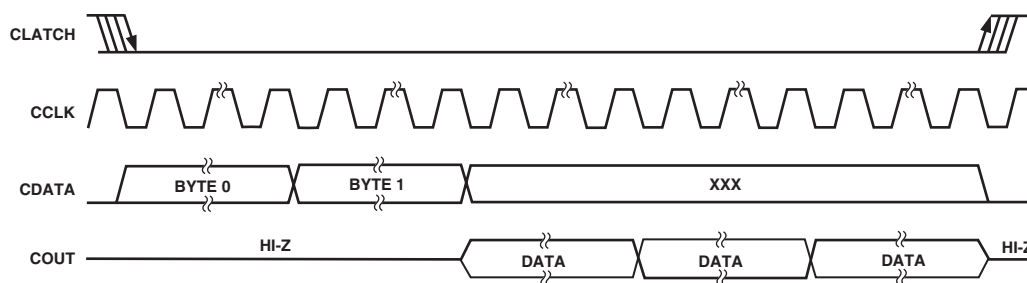 CLATCH
CCLK
CDATA BYTE 0 BYTE 1 XXX
COUT HI-Z DATA DATA DATA HI-Z